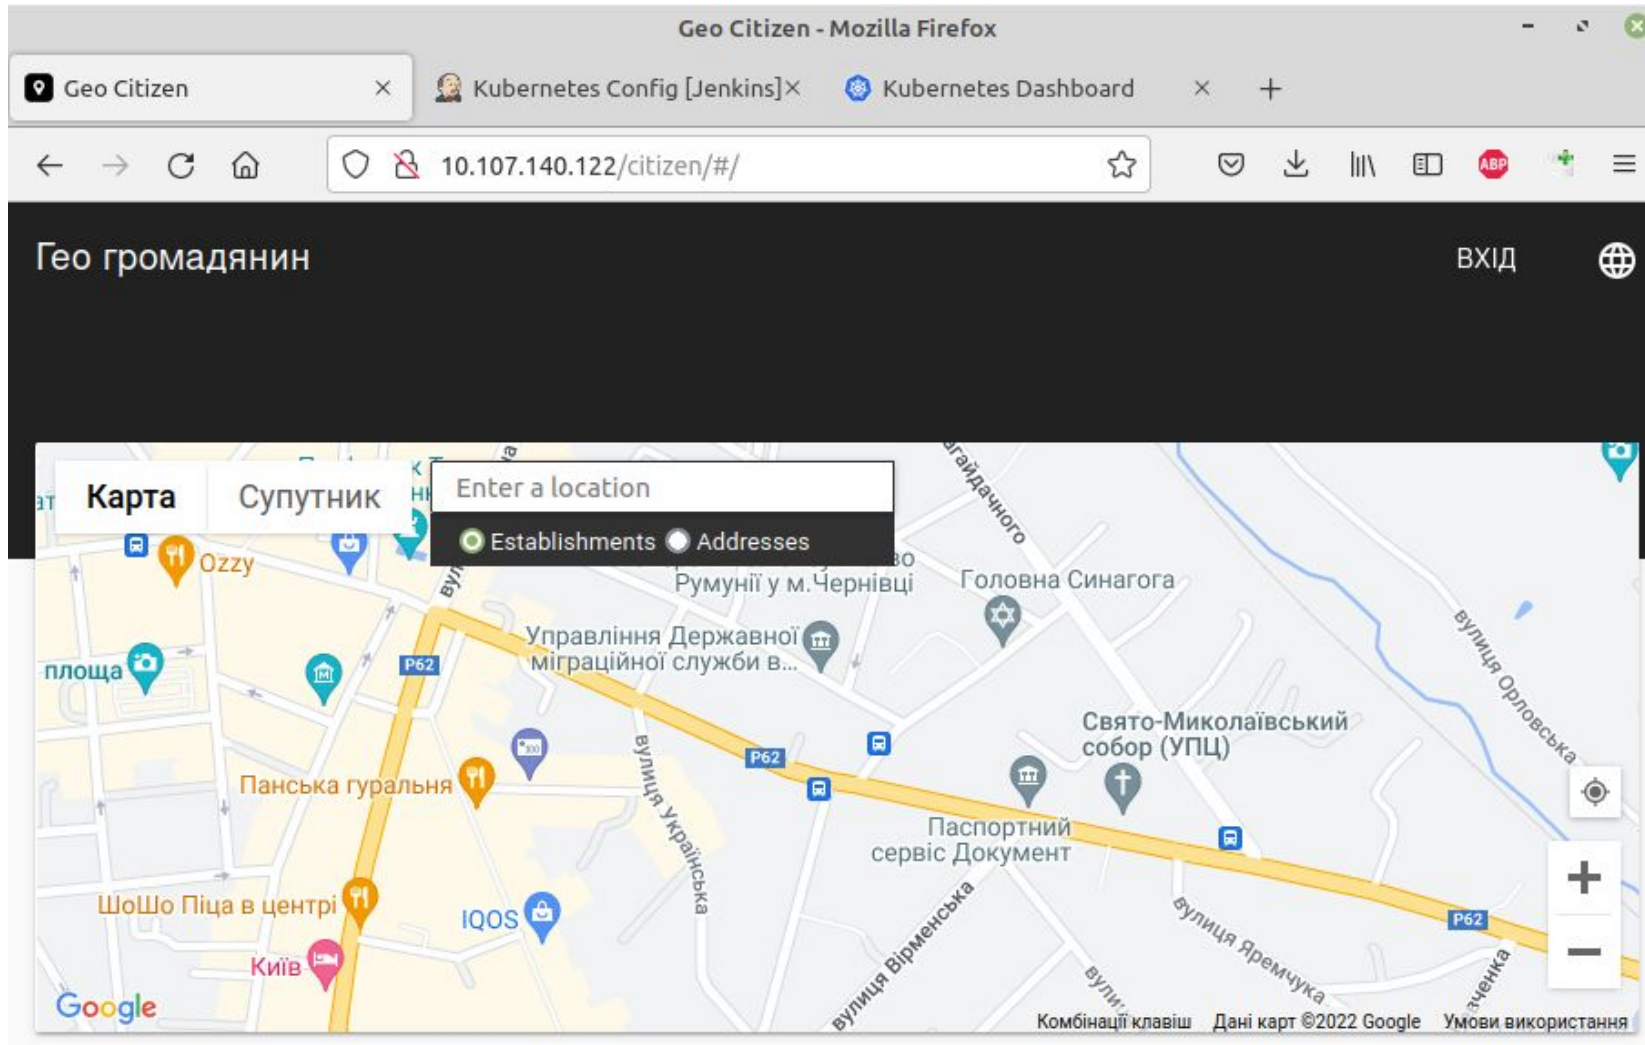 Geo Citizen - Mozilla Firefox
Geo Citizen
Kubernetes Config [Jenkins]
Kubernetes Dashboard
10.107.140.122/citizen/#/
ABP
Гео громадянин
ВХІД
Карта
Супутник
Enter a location
Establishments
Addresses
Ozzy
Румунії у м.Чернівці
Головна Синагога
Управління Державної
міграційної служби в...
площа
P62
Свято-Миколаївський
собор (УПЦ)
вулиця Орловська
P62
вулиця Українська
Панська гуральня
Паспортний
сервіс Документ
ШоШо Піца в центрі
IQOS
вулиця Вірменська
вулиця Яремчука
P62
Київ
Google
Комбінації клавіш
Дані карт ©2022 Google
Умови використання